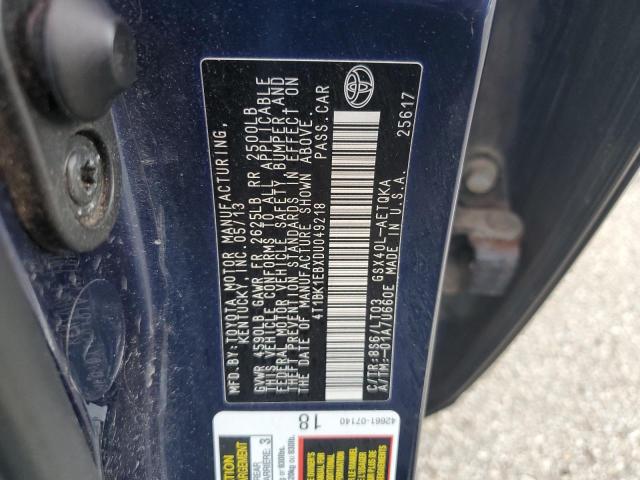 MFD. BY: TOYOTA MOTOR MANUFACTURING,
KENTUCKY, INC. 05/13
GVWR 4590LB GAWR FR 2625LB RR 2500LB
THIS VEHICLE CONFORMS TO ALL APPLICABLE
FEDERAL MOTOR VEHICLE SAFETY, BUMPER AND
THEFT PREVENTION STANDARDS IN EFFECT ON
THE DATE OF MANUFACTURE SHOWN ABOVE.
4T1BK1EBXDU049218 PASS. CAR
C/TR: 8S6/LT03 GSX40L-AETQKA 25617
A/TM: -01A/U660E MADE IN U.S.A.
42661-07140
18
ARRIERE: 3